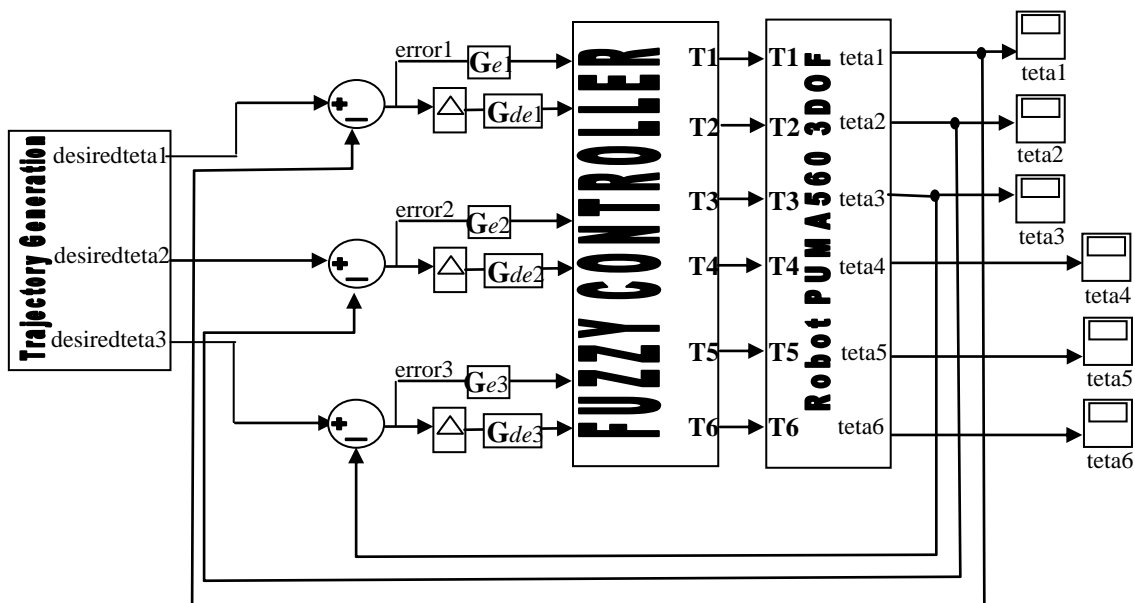 Trajectory Generation
desiredteta1
desiredteta2
desiredteta3
+
−
error1
Ge1
△
Gde1
+
−
error2
Ge2
△
Gde2
+
−
error3
Ge3
△
Gde3
FUZZY CONTROLLER
T1
T2
T3
T4
T5
T6
T1
T2
T3
T4
T5
T6
Robot PUMA560 3DOF
teta1
teta2
teta3
teta4
teta5
teta6
teta1
teta2
teta3
teta4
teta5
teta6